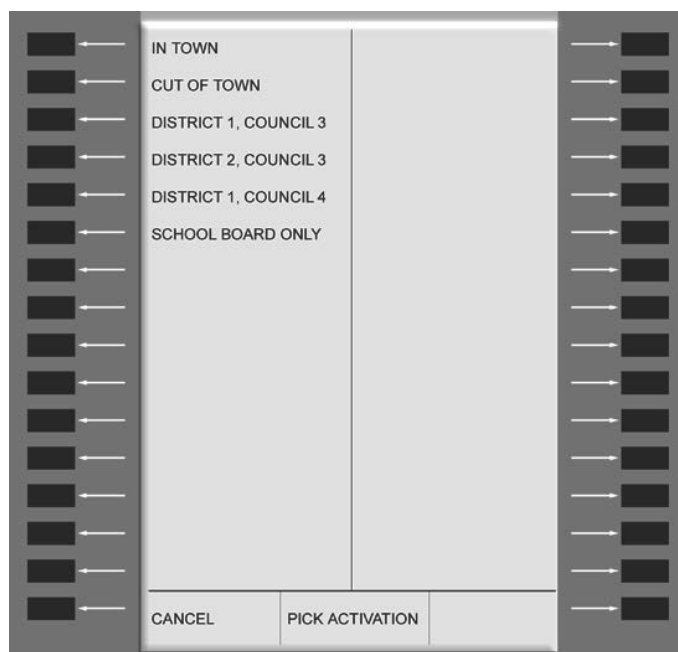 IN TOWN
CUT OF TOWN
DISTRICT 1, COUNCIL 3
DISTRICT 2, COUNCIL 3
DISTRICT 1, COUNCIL 4
SCHOOL BOARD ONLY
CANCEL PICK ACTIVATION